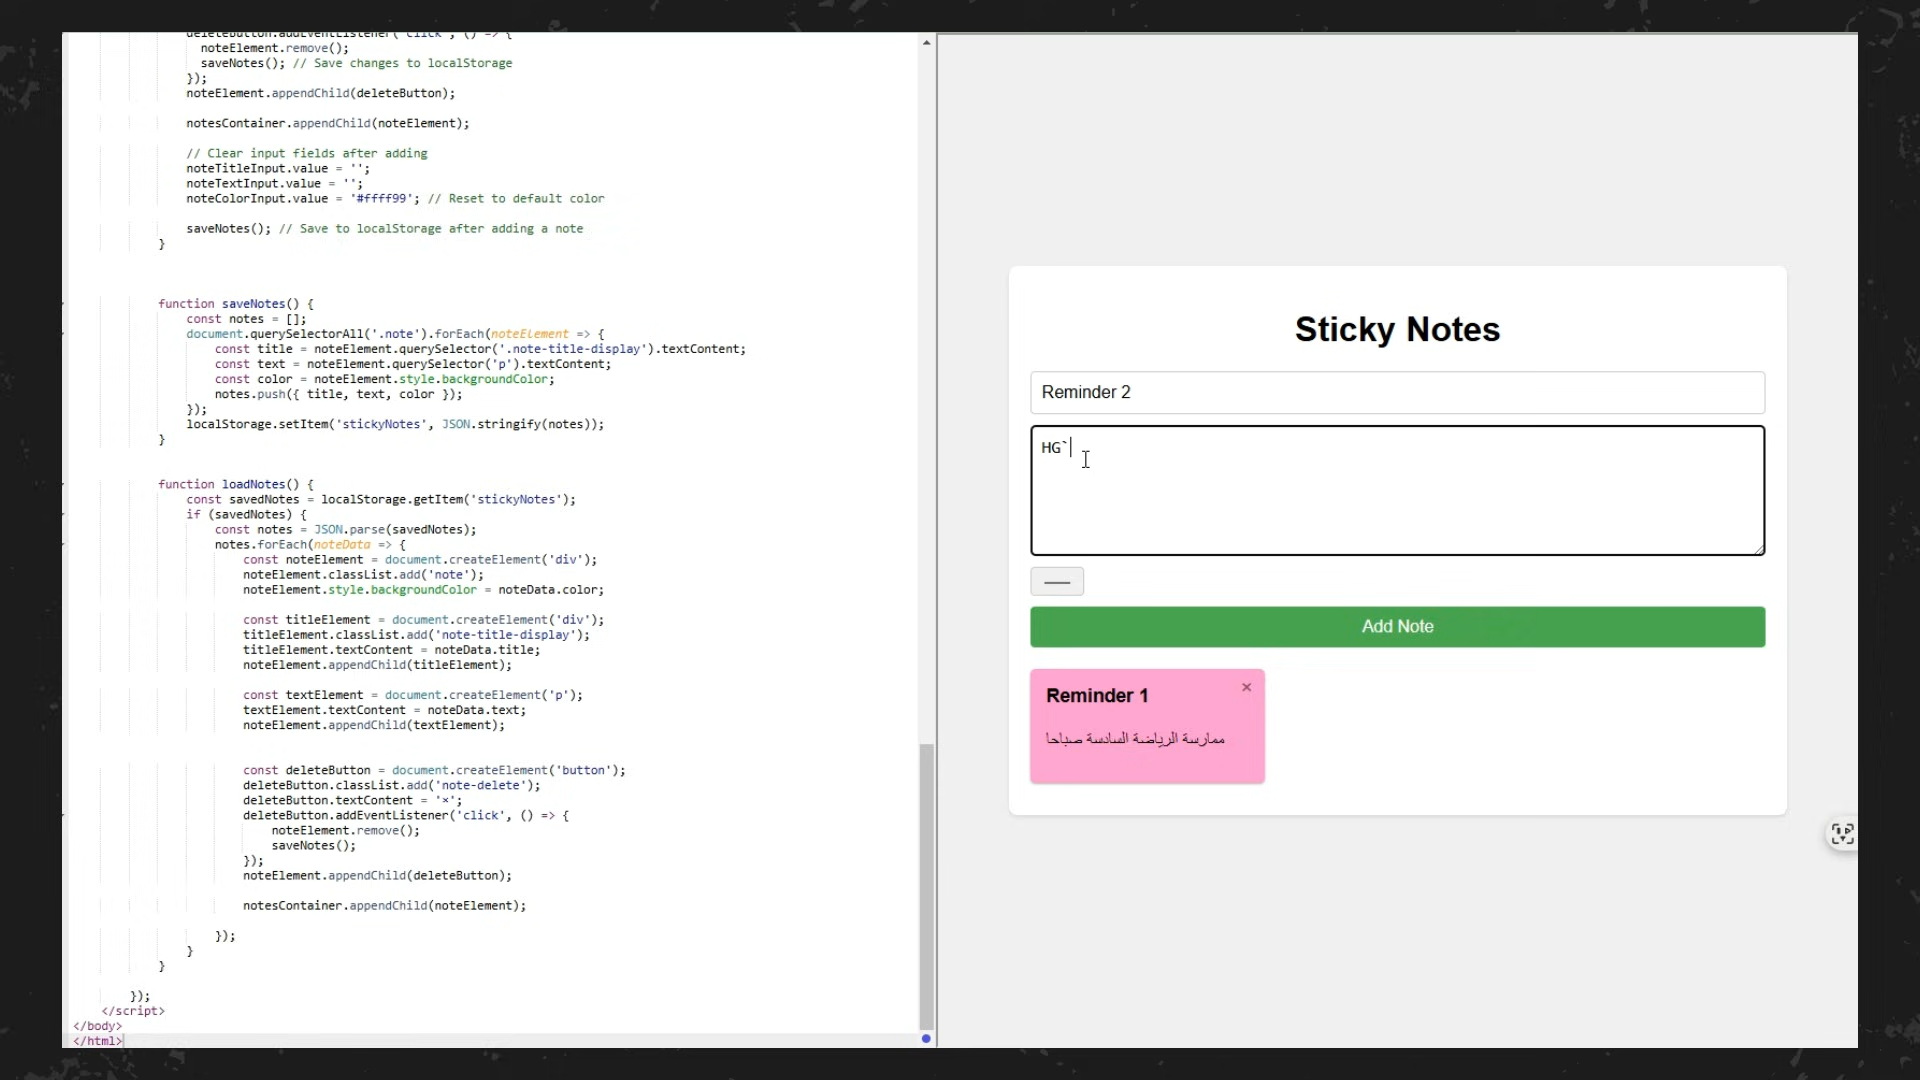 deleteButton.addEventListener('click', () => {
noteElement.remove();
saveNotes(); // Save changes to localStorage
});
noteElement.appendChild(deleteButton);
notesContainer.appendChild(noteElement);
// Clear input fields after adding
noteTitleInput.value = '';
noteTextInput.value = '';
noteColorInput.value = '#ffff99'; // Reset to default color
saveNotes(); // Save to localStorage after adding a note
}
function saveNotes() {
const notes = [];
document.querySelectorAll('.note').forEach(noteElement => {
const title = noteElement.querySelector('.note-title-display').textContent;
const text = noteElement.querySelector('p').textContent;
const color = noteElement.style.backgroundColor;
notes.push({ title, text, color });
});
localStorage.setItem('stickyNotes', JSON.stringify(notes));
}
function loadNotes() {
const savedNotes = localStorage.getItem('stickyNotes');
if (savedNotes) {
const notes = JSON.parse(savedNotes);
notes.forEach(noteData => {
const noteElement = document.createElement('div');
noteElement.classList.add('note');
noteElement.style.backgroundColor = noteData.color;
const titleElement = document.createElement('div');
titleElement.classList.add('note-title-display');
titleElement.textContent = noteData.title;
noteElement.appendChild(titleElement);
const textElement = document.createElement('p');
textElement.textContent = noteData.text;
noteElement.appendChild(textElement);
const deleteButton = document.createElement('button');
deleteButton.classList.add('note-delete');
deleteButton.textContent = '×';
deleteButton.addEventListener('click', () => {
noteElement.remove();
saveNotes();
});
noteElement.appendChild(deleteButton);
notesContainer.appendChild(noteElement);
});
}
}
});
</script>
</body>
</html>
Sticky Notes
Reminder 2
HG`
Add Note
Reminder 1 ×
ممارسة الرياضة السادسة صباحا